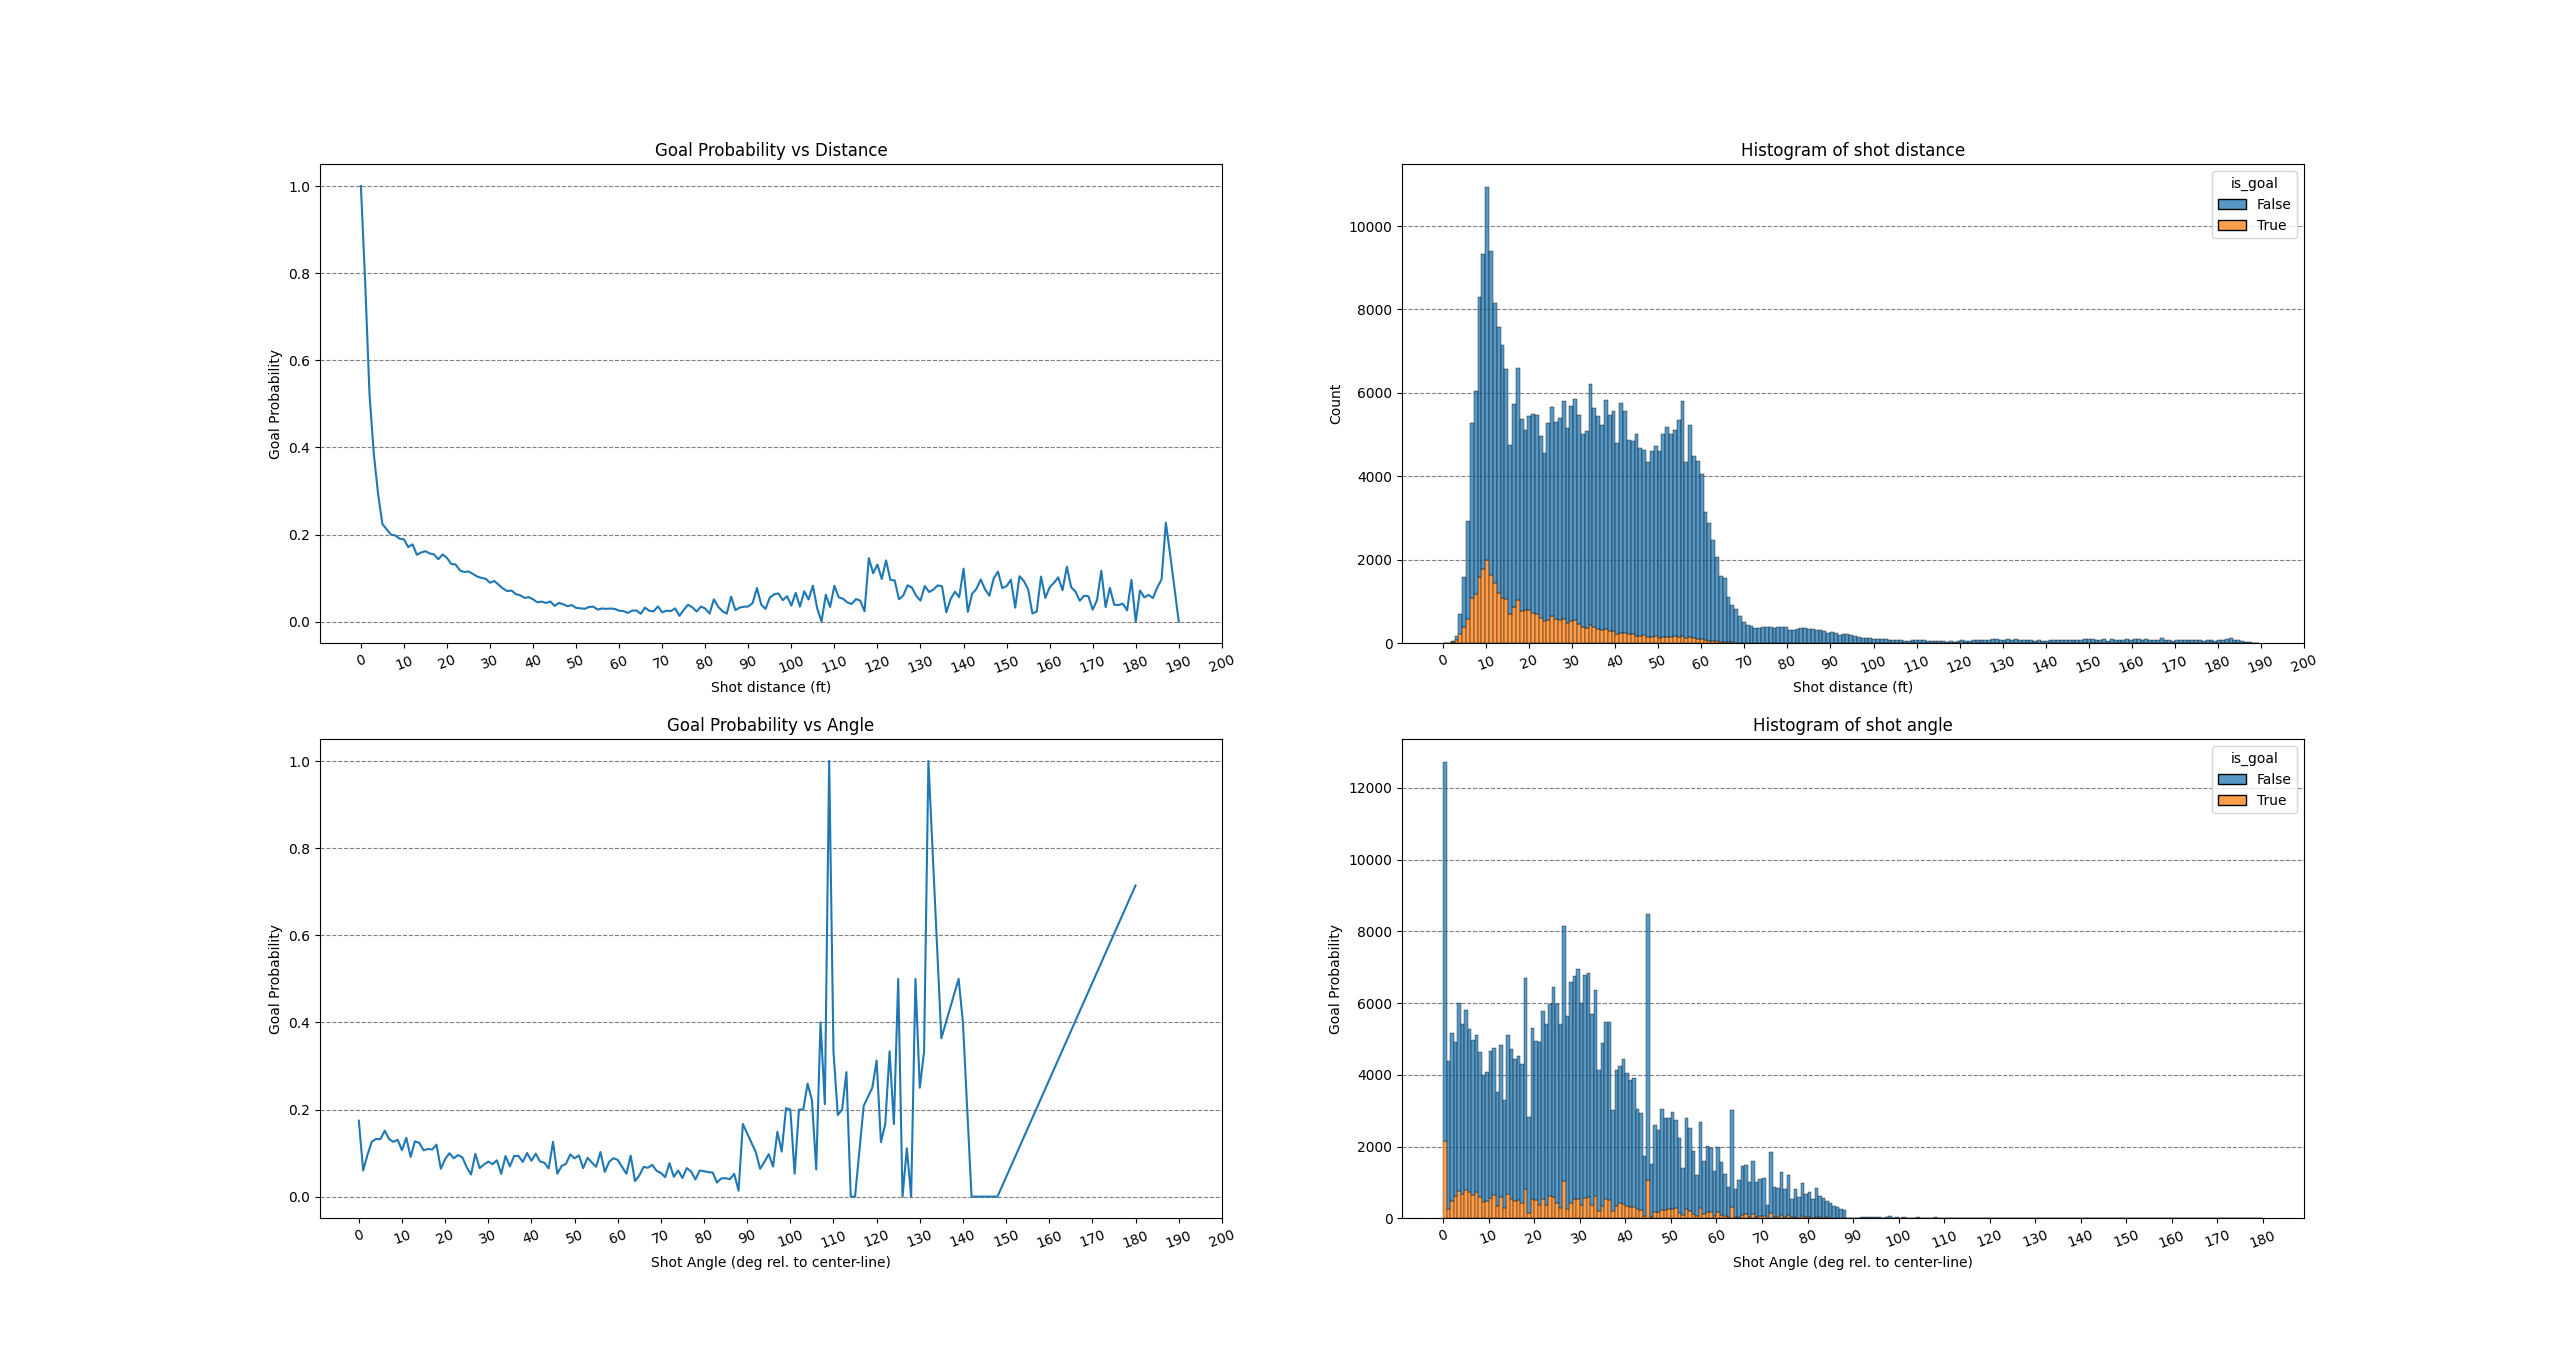 Goal Probability vs Distance
Goal Probability
1.0
0.8
0.6
0.4
0.2
0.0
0 10 20 30 40 50 60 70 80 90 100 110 120 130 140 150 160 170 180 190 200
Shot distance (ft)
Histogram of shot distance
is_goal
False
True
Count
10000
8000
6000
4000
2000
0
0 10 20 30 40 50 60 70 80 90 100 110 120 130 140 150 160 170 180 190 200
Shot distance (ft)
Goal Probability vs Angle
Goal Probability
1.0
0.8
0.6
0.4
0.2
0.0
0 10 20 30 40 50 60 70 80 90 100 110 120 130 140 150 160 170 180 190 200
Shot Angle (deg rel. to center-line)
Histogram of shot angle
is_goal
False
True
Goal Probability
12000
10000
8000
6000
4000
2000
0
0 10 20 30 40 50 60 70 80 90 100 110 120 130 140 150 160 170 180
Shot Angle (deg rel. to center-line)